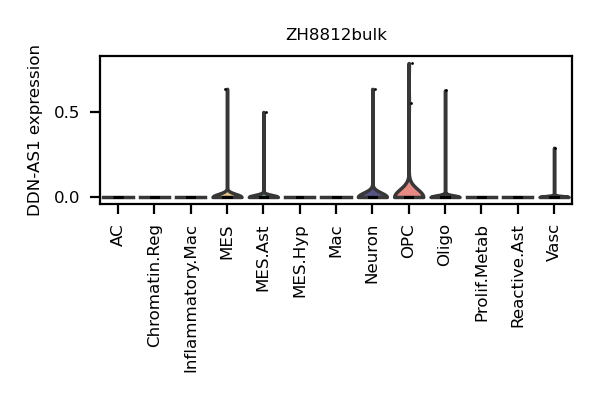 ZH8812bulk
DDN-AS1 expression
0.5
0.0
AC
Chromatin.Reg
Inflammatory.Mac
MES
MES.Ast
MES.Hyp
Mac
Neuron
OPC
Oligo
Prolif.Metab
Reactive.Ast
Vasc